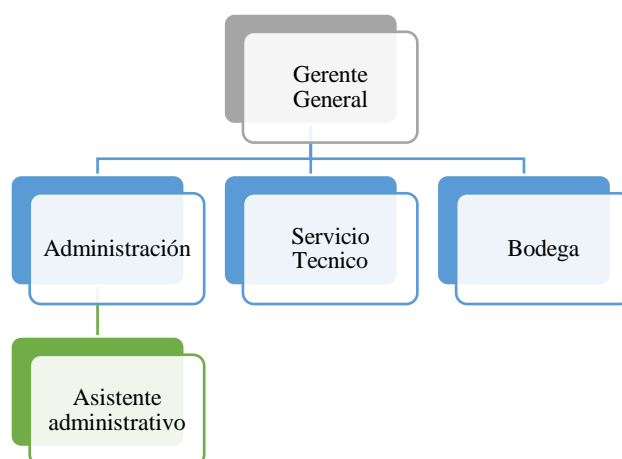 Gerente
General
Administración
Servicio
Tecnico
Bodega
Asistente
administrativo